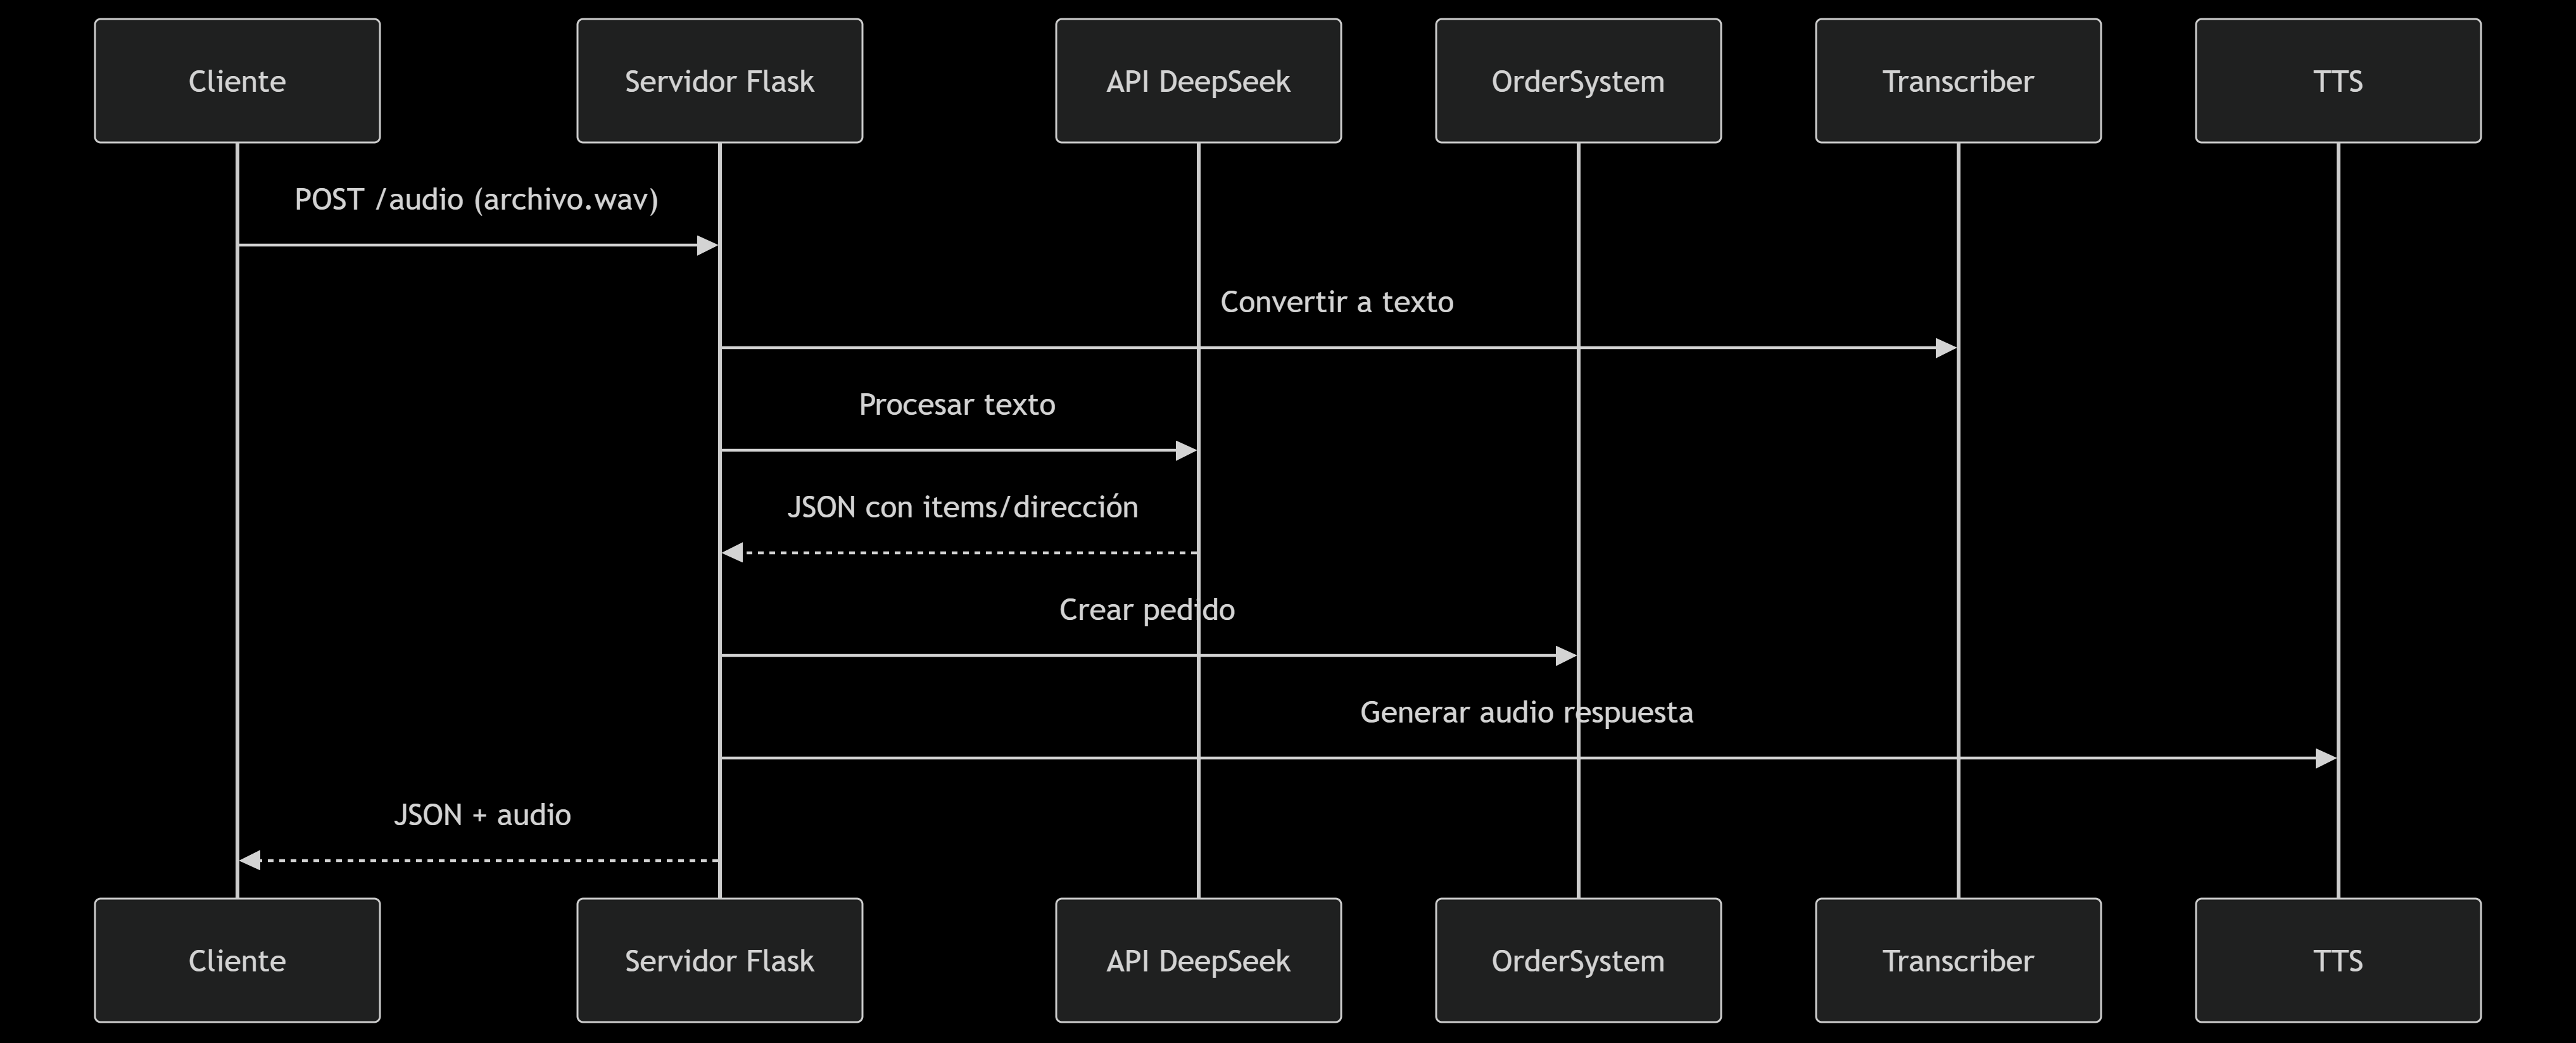 Cliente
Servidor Flask
API DeepSeek
OrderSystem
Transcriber
TTS
POST /audio (archivo.wav)
Convertir a texto
Procesar texto
JSON con items/dirección
Crear pedido
Generar audio respuesta
JSON + audio
Cliente
Servidor Flask
API DeepSeek
OrderSystem
Transcriber
TTS